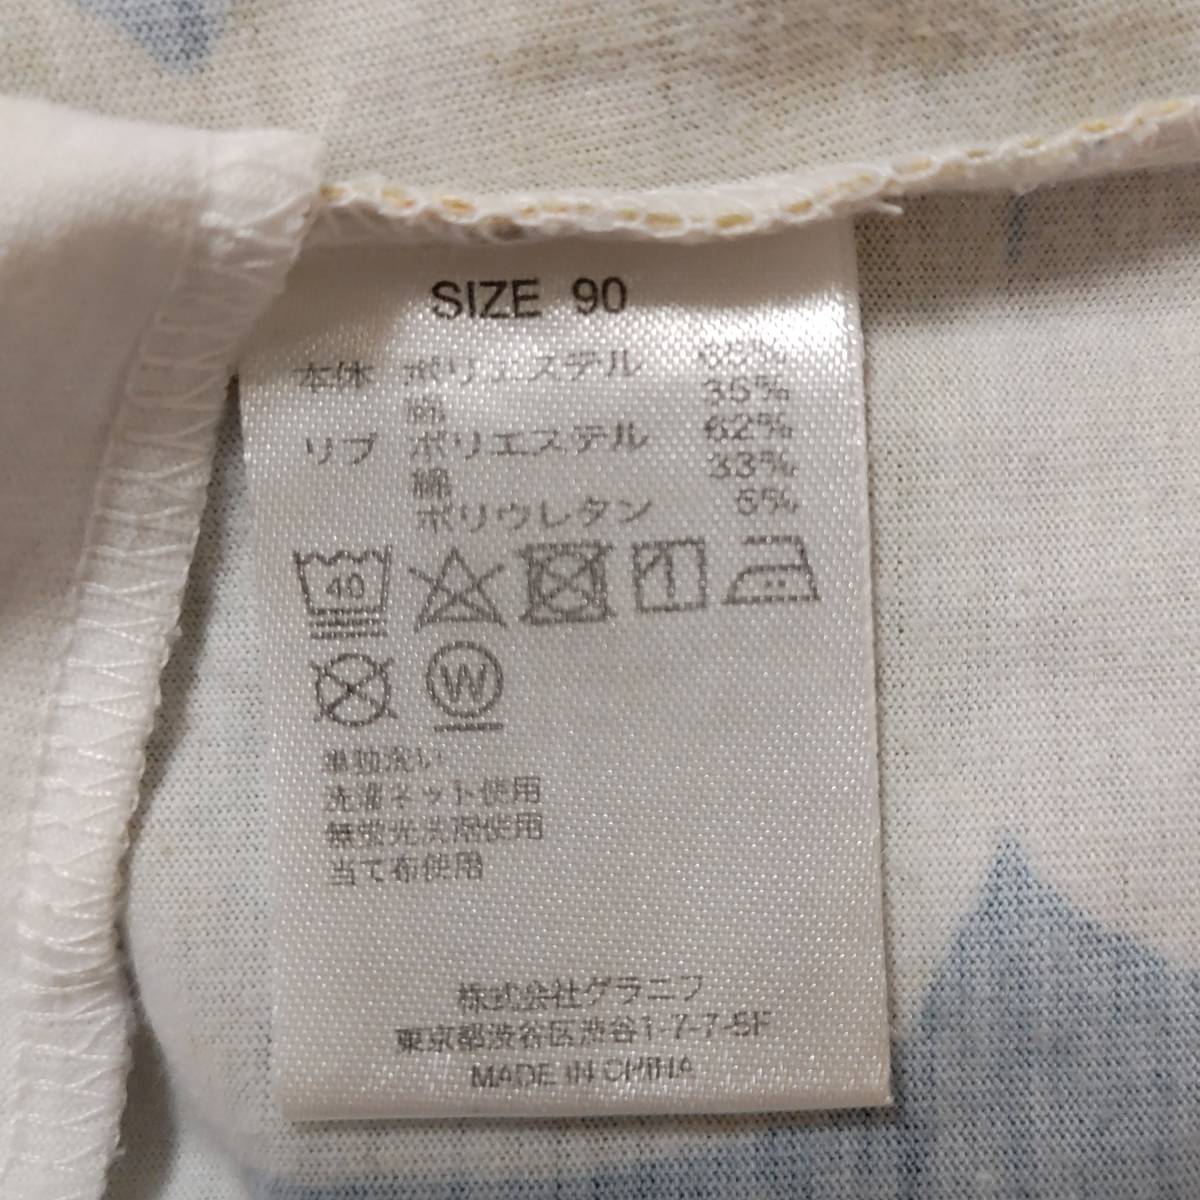 SIZE 90
本体 ポリエステル 65%
綿 35%
リブ ポリエステル 62%
綿 33%
ポリウレタン 5%
40
W
単独洗い
洗濯ネット使用
無蛍光洗剤使用
当て布使用
株式会社グラニフ
東京都渋谷区渋谷1-7-7-5F
MADE IN CHINA